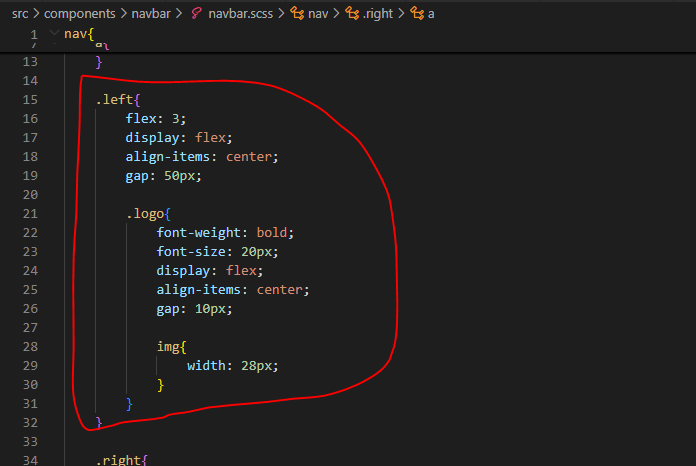 src > components > navbar > navbar.scss > nav > .right > a
1 nav{
7 a{
13 }
14
15 .left{
16 flex: 3;
17 display: flex;
18 align-items: center;
19 gap: 50px;
20
21 .logo{
22 font-weight: bold;
23 font-size: 20px;
24 display: flex;
25 align-items: center;
26 gap: 10px;
27
28 img{
29 width: 28px;
30 }
31 }
32 }
33
34 .right{